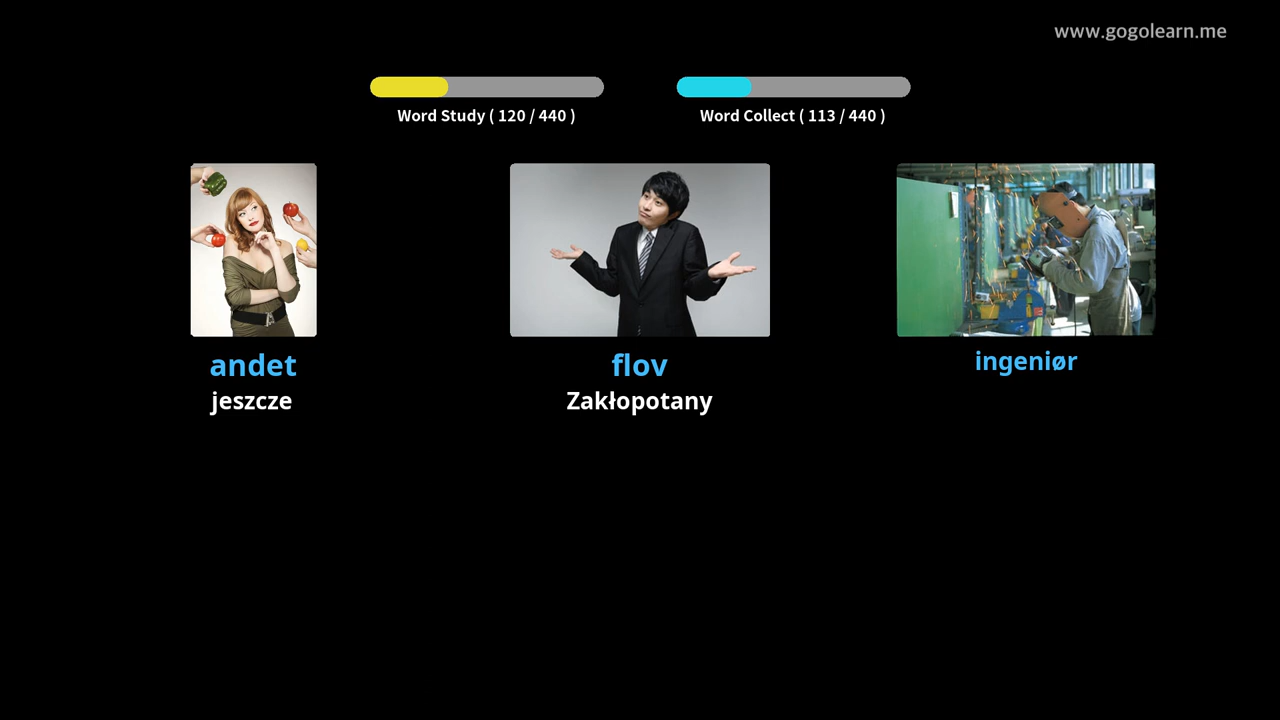 www.gogolearn.me
Word Study ( 120 / 440 )
Word Collect ( 113 / 440 )
andet
flov
ingeniør
jeszcze
Zakłopotany